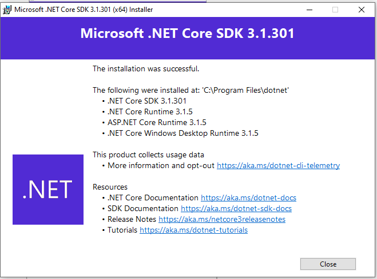 Microsoft .NET Core SDK 3.1.301 (x64) Installer
Microsoft .NET Core SDK 3.1.301
The installation was successful.
The following were installed at: 'C:\Program Files\dotnet'
• .NET Core SDK 3.1.301
• .NET Core Runtime 3.1.5
• ASP.NET Core Runtime 3.1.5
• .NET Core Windows Desktop Runtime 3.1.5
This product collects usage data
• More information and opt-out https://aka.ms/dotnet-cli-telemetry
.NET
Resources
• .NET Core Documentation https://aka.ms/dotnet-docs
• SDK Documentation https://aka.ms/dotnet-sdk-docs
• Release Notes https://aka.ms/netcore3releasenotes
• Tutorials https://aka.ms/dotnet-tutorials
Close